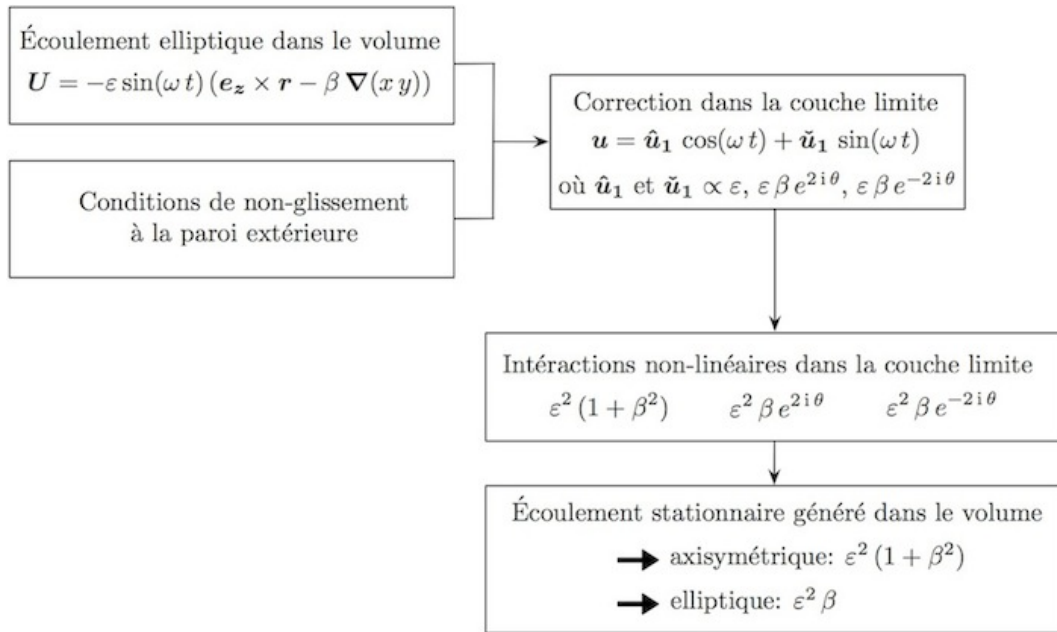 Écoulement elliptique dans le volume
U = −ε sin(ω t) (e_z × r − β ∇(x y))
Conditions de non-glissement
à la paroi extérieure
Correction dans la couche limite
u = û₁ cos(ω t) + ǔ₁ sin(ω t)
où û₁ et ǔ₁ ∝ ε, ε β e^{2 i θ}, ε β e^{−2 i θ}
Intéractions non-linéaires dans la couche limite
ε² (1 + β²) ε² β e^{2 i θ} ε² β e^{−2 i θ}
Écoulement stationnaire généré dans le volume
→ axisymétrique: ε² (1 + β²)
→ elliptique: ε² β